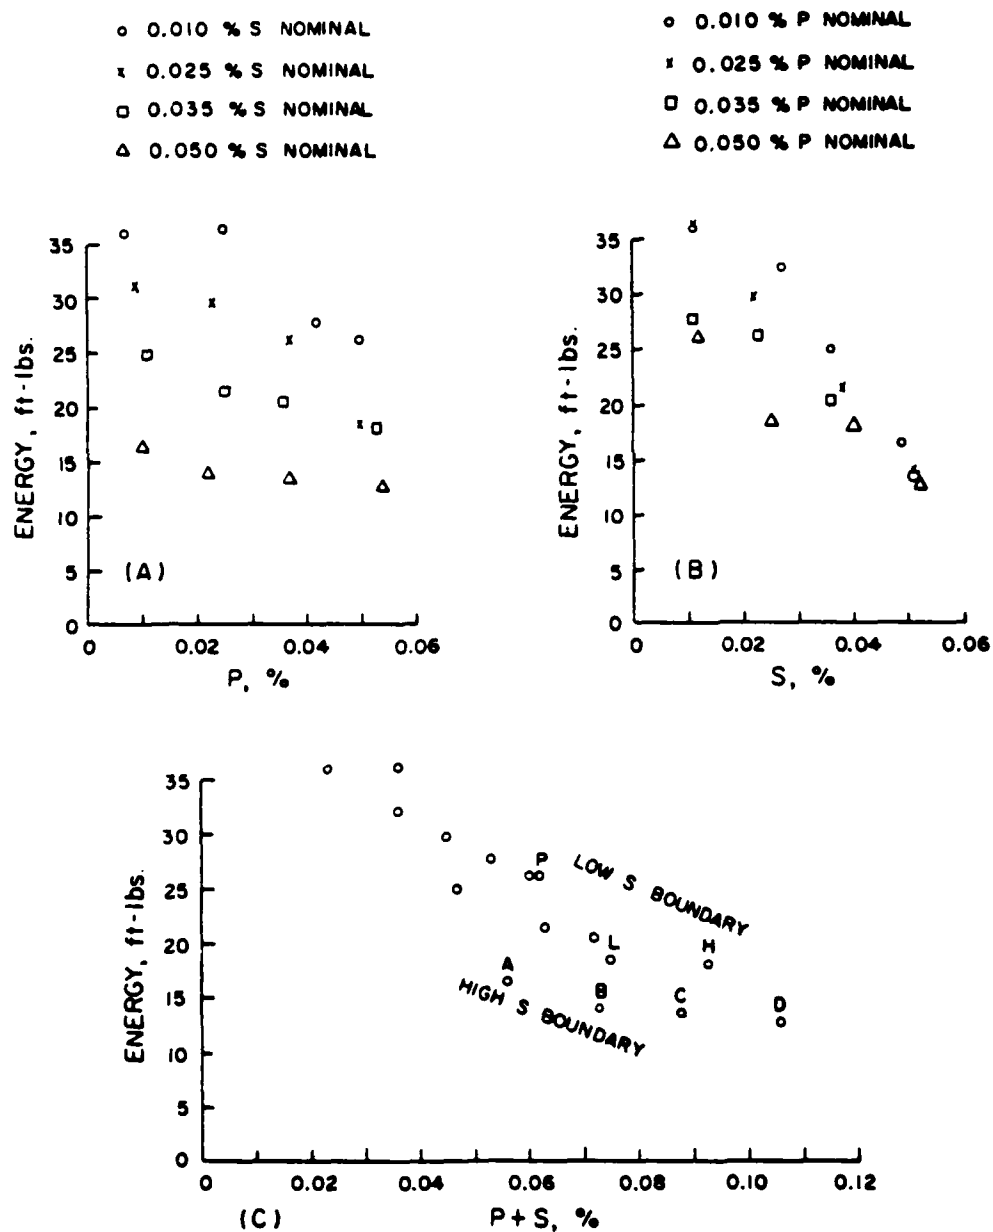 o 0.010 % S NOMINAL
x 0.025 % S NOMINAL
□ 0.035 % S NOMINAL
△ 0.050 % S NOMINAL
o 0.010 % P NOMINAL
x 0.025 % P NOMINAL
□ 0.035 % P NOMINAL
△ 0.050 % P NOMINAL
ENERGY, ft-lbs.
35
30
25
20
15
10
5
0
(A)
0 0.02 0.04 0.06
P, %
ENERGY, ft-lbs.
35
30
25
20
15
10
5
0
(B)
0 0.02 0.04 0.06
S, %
ENERGY, ft-lbs.
35
30
25
20
15
10
5
0
P
LOW S BOUNDARY
L
H
A
B
C
D
HIGH S BOUNDARY
0 0.02 0.04 0.06 0.08 0.10 0.12
(C) P+S, %